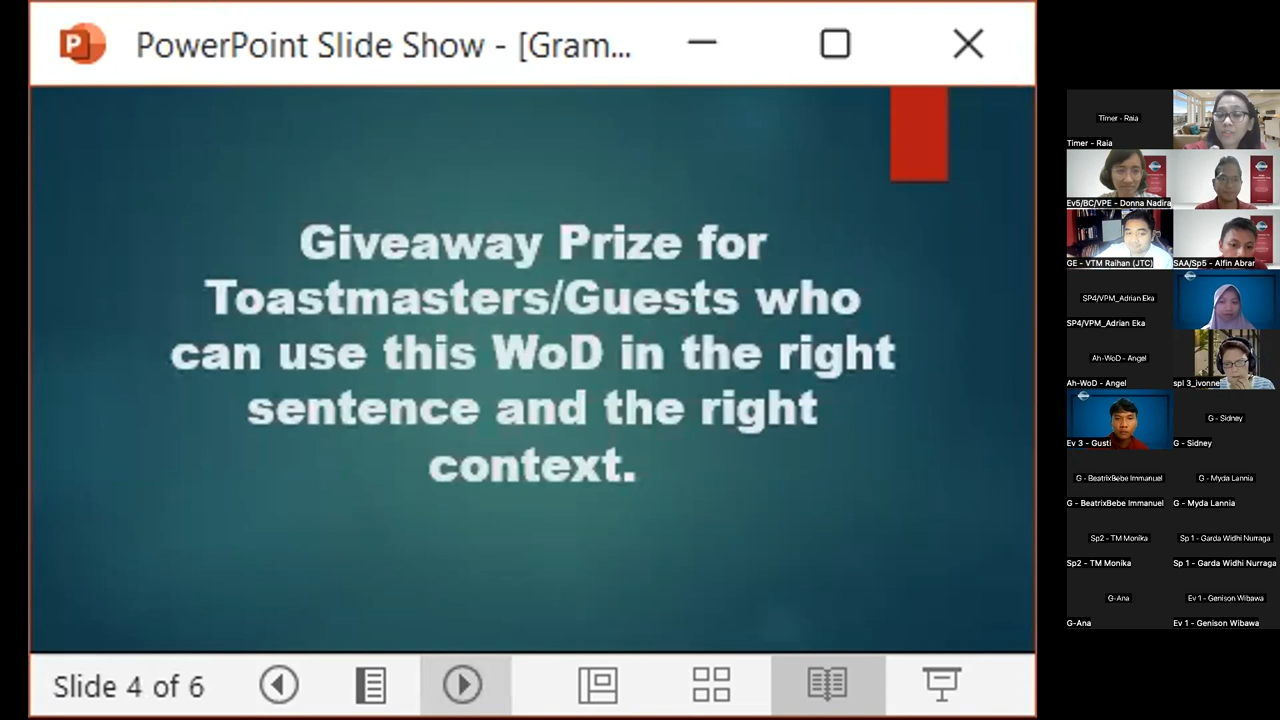 PowerPoint Slide Show - [Gram...
Giveaway Prize for
Toastmasters/Guests who
can use this WoD in the right
sentence and the right
context.
Slide 4 of 6
Timer - Raia
Timer - Raia
Ev5/BC/VPE - Donna Nadira
GE - VTM Raihan (JTC)
SAA/Sp5 - Alfin Abrar
SP4/VPM_Adrian Eka
SP4/VPM_Adrian Eka
Ah-WoD - Angel
Ah-WoD - Angel
spl 3_ivonne
Ev 3 - Gusti
G - Sidney
G - Sidney
G - BeatrixBebe Immanuel
G - BeatrixBebe Immanuel
G - Myda Lannia
G - Myda Lannia
Sp2 - TM Monika
Sp2 - TM Monika
Sp 1 - Garda Widhi Nurraga
Sp 1 - Garda Widhi Nurraga
G-Ana
G-Ana
Ev 1 - Genison Wibawa
Ev 1 - Genison Wibawa